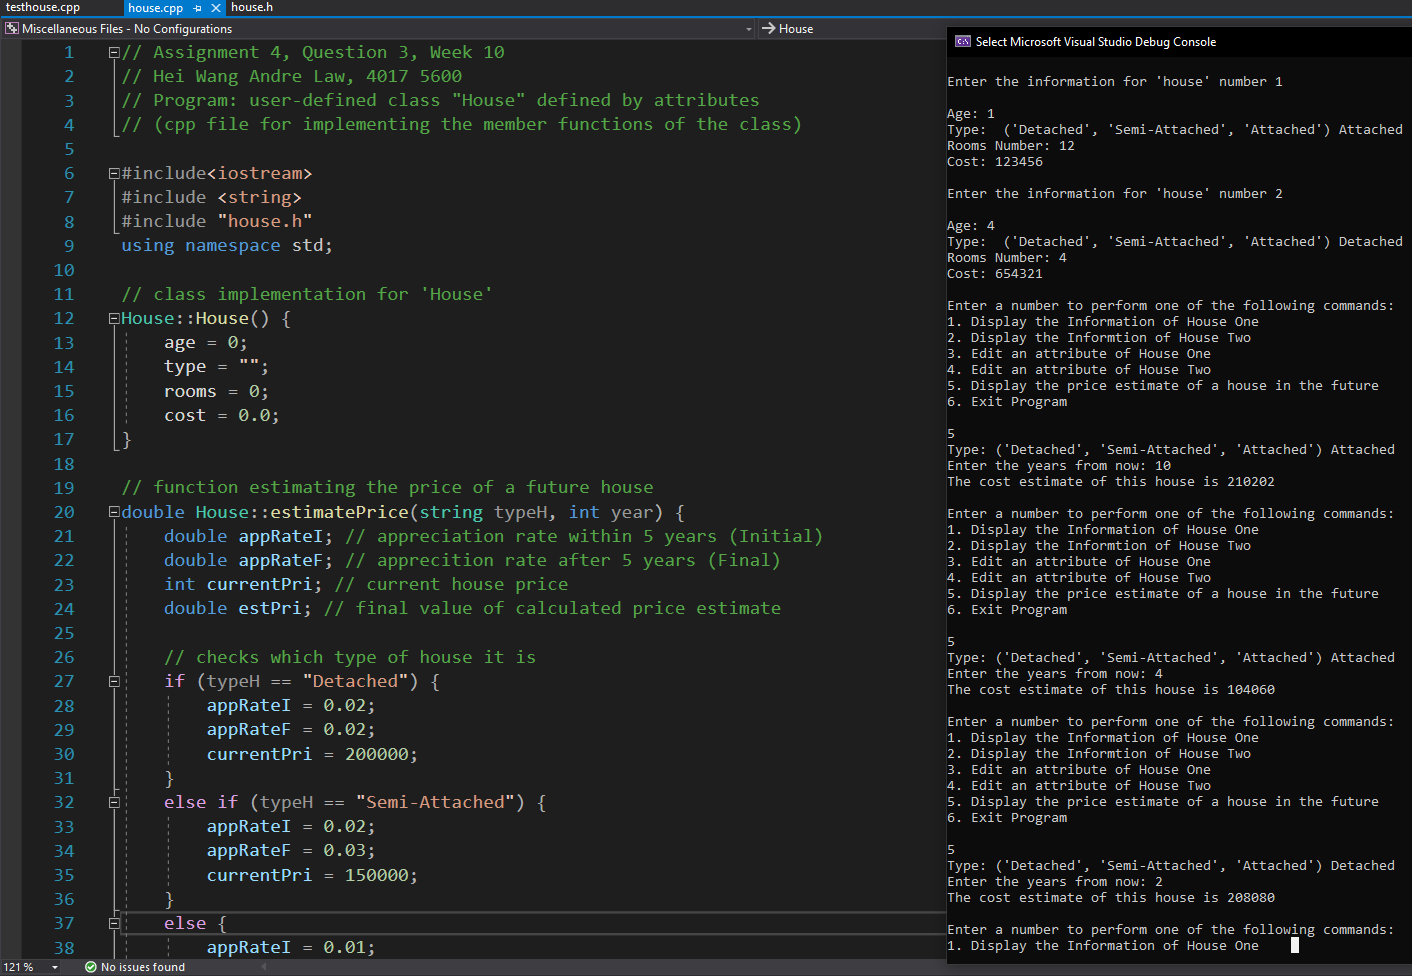 testhouse.cpp house.cpp house.h
Miscellaneous Files - No Configurations House
1 // Assignment 4, Question 3, Week 10
2 // Hei Wang Andre Law, 4017 5600
3 // Program: user-defined class "House" defined by attributes
4 // (cpp file for implementing the member functions of the class)
5
6 #include<iostream>
7 #include <string>
8 #include "house.h"
9 using namespace std;
10
11 // class implementation for 'House'
12 House::House() {
13 age = 0;
14 type = "";
15 rooms = 0;
16 cost = 0.0;
17 }
18
19 // function estimating the price of a future house
20 double House::estimatePrice(string typeH, int year) {
21 double appRateI; // appreciation rate within 5 years (Initial)
22 double appRateF; // apprecition rate after 5 years (Final)
23 int currentPri; // current house price
24 double estPri; // final value of calculated price estimate
25
26 // checks which type of house it is
27 if (typeH == "Detached") {
28 appRateI = 0.02;
29 appRateF = 0.02;
30 currentPri = 200000;
31 }
32 else if (typeH == "Semi-Attached") {
33 appRateI = 0.02;
34 appRateF = 0.03;
35 currentPri = 150000;
36 }
37 else {
38 appRateI = 0.01;
121 % No issues found
Select Microsoft Visual Studio Debug Console
Enter the information for 'house' number 1
Age: 1
Type:  ('Detached', 'Semi-Attached', 'Attached') Attached
Rooms Number: 12
Cost: 123456
Enter the information for 'house' number 2
Age: 4
Type:  ('Detached', 'Semi-Attached', 'Attached') Detached
Rooms Number: 4
Cost: 654321
Enter a number to perform one of the following commands:
1. Display the Information of House One
2. Display the Informtion of House Two
3. Edit an attribute of House One
4. Edit an attribute of House Two
5. Display the price estimate of a house in the future
6. Exit Program
5
Type: ('Detached', 'Semi-Attached', 'Attached') Attached
Enter the years from now: 10
The cost estimate of this house is 210202
Enter a number to perform one of the following commands:
1. Display the Information of House One
2. Display the Informtion of House Two
3. Edit an attribute of House One
4. Edit an attribute of House Two
5. Display the price estimate of a house in the future
6. Exit Program
5
Type: ('Detached', 'Semi-Attached', 'Attached') Attached
Enter the years from now: 4
The cost estimate of this house is 104060
Enter a number to perform one of the following commands:
1. Display the Information of House One
2. Display the Informtion of House Two
3. Edit an attribute of House One
4. Edit an attribute of House Two
5. Display the price estimate of a house in the future
6. Exit Program
5
Type: ('Detached', 'Semi-Attached', 'Attached') Detached
Enter the years from now: 2
The cost estimate of this house is 208080
Enter a number to perform one of the following commands:
1. Display the Information of House One